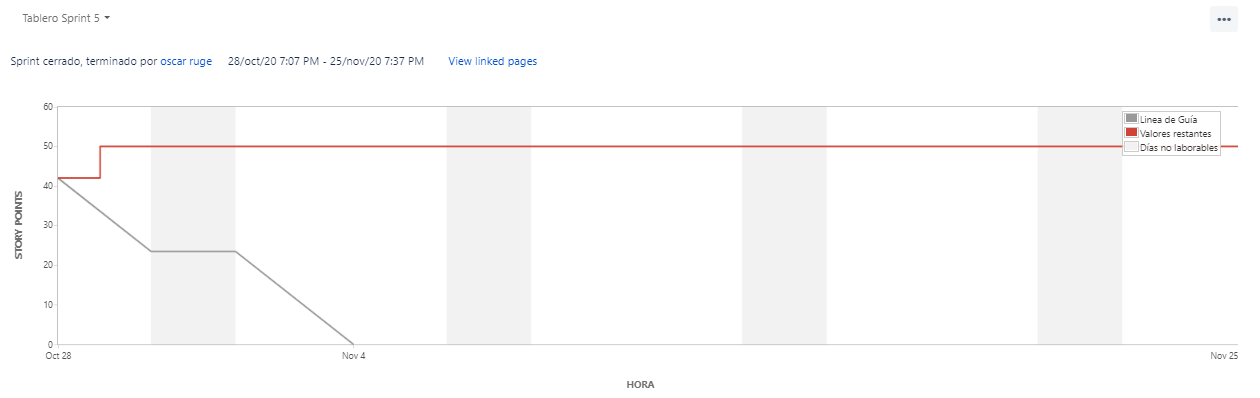 Tablero Sprint 5
•••
Sprint cerrado, terminado por oscar ruge 28/oct/20 7:07 PM - 25/nov/20 7:37 PM View linked pages
60
50
40
30
20
10
0
STORY POINTS
Linea de Guía
Valores restantes
Días no laborables
Oct 28 Nov 4 Nov 25
HORA